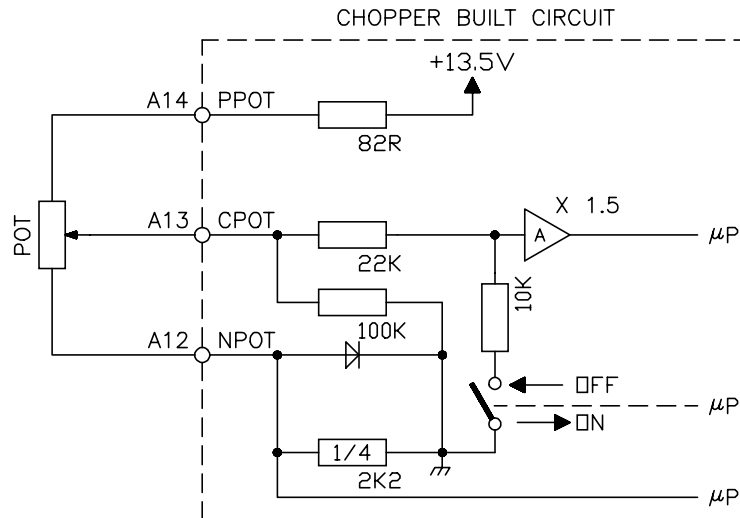 CHOPPER BUILT CIRCUIT
+13.5V
A14 PPOT
82R
POT
A13 CPOT
X 1.5
A
μP
22K
10K
100K
A12 NPOT
OFF
μP
ON
1/4
2K2
μP